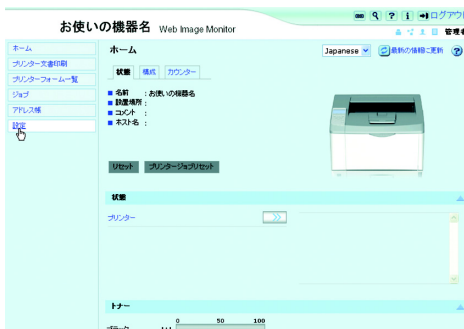 ログアウト
お使いの機器名 Web Image Monitor
管理者
ホーム
プリンター文書印刷
プリンターフォーム一覧
ジョブ
アドレス帳
設定
ホーム
Japanese
最新の情報に更新
状態 構成 カウンター
名前 : お使いの機器名
設置場所 :
コメント :
ホスト名 :
リセット プリンタージョブリセット
状態
プリンター
トナー
0 50 100
ブラック